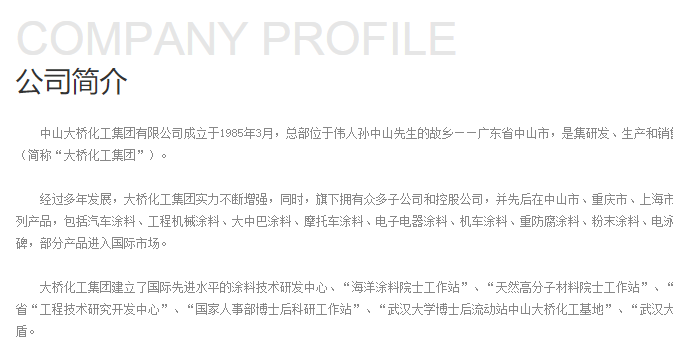 COMPANY PROFILE
公司简介
中山大桥化工集团有限公司成立于1985年3月，总部位于伟人孙中山先生的故乡－－广东省中山市，是集研发、生产和销
（简称“大桥化工集团”）。
经过多年发展，大桥化工集团实力不断增强，同时，旗下拥有众多子公司和控股公司，并先后在中山市、重庆市、上海市
列产品，包括汽车涂料、工程机械涂料、大中巴涂料、摩托车涂料、电子电器涂料、机车涂料、重防腐涂料、粉末涂料、电泳
碑，部分产品进入国际市场。
大桥化工集团建立了国际先进水平的涂料技术研发中心、“海洋涂料院士工作站”、“天然高分子材料院士工作站”、“
省“工程技术研究开发中心”、“国家人事部博士后科研工作站”、“武汉大学博士后流动站中山大桥化工基地”、“武汉大
盾。